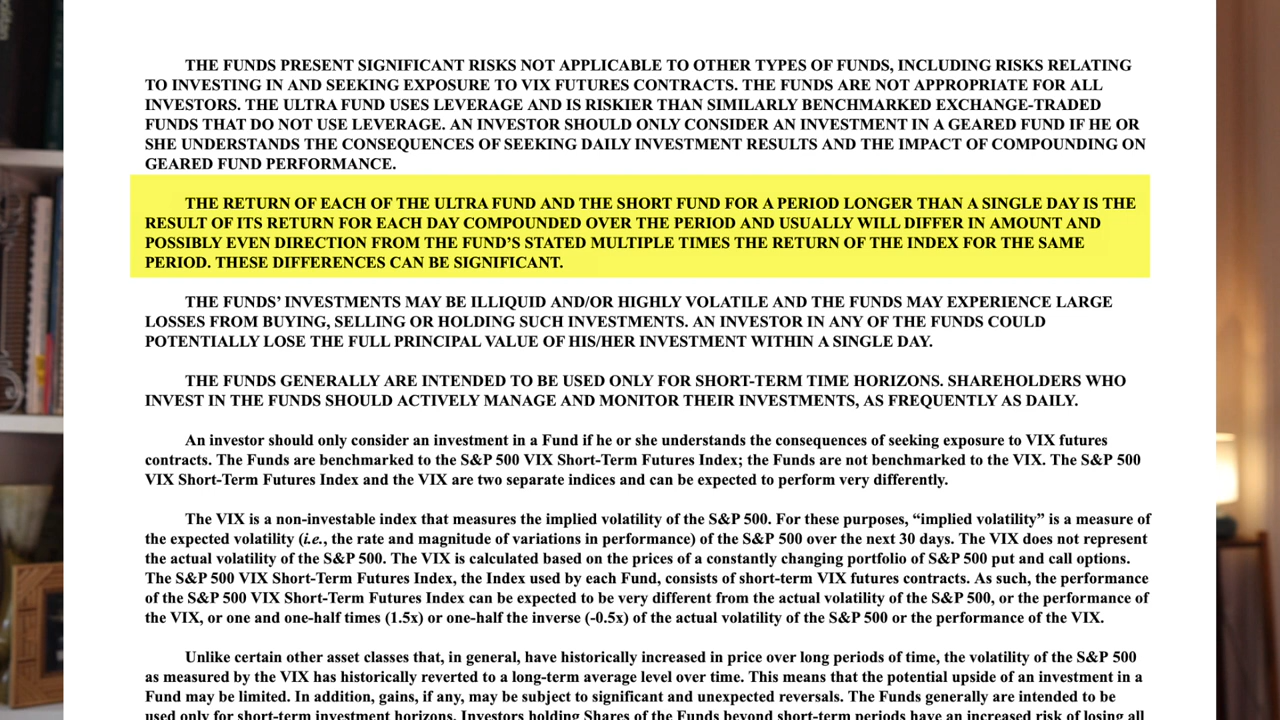 THE FUNDS PRESENT SIGNIFICANT RISKS NOT APPLICABLE TO OTHER TYPES OF FUNDS, INCLUDING RISKS RELATING
TO INVESTING IN AND SEEKING EXPOSURE TO VIX FUTURES CONTRACTS. THE FUNDS ARE NOT APPROPRIATE FOR ALL
INVESTORS. THE ULTRA FUND USES LEVERAGE AND IS RISKIER THAN SIMILARLY BENCHMARKED EXCHANGE-TRADED
FUNDS THAT DO NOT USE LEVERAGE. AN INVESTOR SHOULD ONLY CONSIDER AN INVESTMENT IN A GEARED FUND IF HE OR
SHE UNDERSTANDS THE CONSEQUENCES OF SEEKING DAILY INVESTMENT RESULTS AND THE IMPACT OF COMPOUNDING ON
GEARED FUND PERFORMANCE.
THE RETURN OF EACH OF THE ULTRA FUND AND THE SHORT FUND FOR A PERIOD LONGER THAN A SINGLE DAY IS THE
RESULT OF ITS RETURN FOR EACH DAY COMPOUNDED OVER THE PERIOD AND USUALLY WILL DIFFER IN AMOUNT AND
POSSIBLY EVEN DIRECTION FROM THE FUND’S STATED MULTIPLE TIMES THE RETURN OF THE INDEX FOR THE SAME
PERIOD. THESE DIFFERENCES CAN BE SIGNIFICANT.
THE FUNDS’ INVESTMENTS MAY BE ILLIQUID AND/OR HIGHLY VOLATILE AND THE FUNDS MAY EXPERIENCE LARGE
LOSSES FROM BUYING, SELLING OR HOLDING SUCH INVESTMENTS. AN INVESTOR IN ANY OF THE FUNDS COULD
POTENTIALLY LOSE THE FULL PRINCIPAL VALUE OF HIS/HER INVESTMENT WITHIN A SINGLE DAY.
THE FUNDS GENERALLY ARE INTENDED TO BE USED ONLY FOR SHORT-TERM TIME HORIZONS. SHAREHOLDERS WHO
INVEST IN THE FUNDS SHOULD ACTIVELY MANAGE AND MONITOR THEIR INVESTMENTS, AS FREQUENTLY AS DAILY.
An investor should only consider an investment in a Fund if he or she understands the consequences of seeking exposure to VIX futures
contracts. The Funds are benchmarked to the S&P 500 VIX Short-Term Futures Index; the Funds are not benchmarked to the VIX. The S&P 500
VIX Short-Term Futures Index and the VIX are two separate indices and can be expected to perform very differently.
The VIX is a non-investable index that measures the implied volatility of the S&P 500. For these purposes, “implied volatility” is a measure of
the expected volatility (i.e., the rate and magnitude of variations in performance) of the S&P 500 over the next 30 days. The VIX does not represent
the actual volatility of the S&P 500. The VIX is calculated based on the prices of a constantly changing portfolio of S&P 500 put and call options.
The S&P 500 VIX Short-Term Futures Index, the Index used by each Fund, consists of short-term VIX futures contracts. As such, the performance
of the S&P 500 VIX Short-Term Futures Index can be expected to be very different from the actual volatility of the S&P 500, or the performance of
the VIX, or one and one-half times (1.5x) or one-half the inverse (-0.5x) of the actual volatility of the S&P 500 or the performance of the VIX.
Unlike certain other asset classes that, in general, have historically increased in price over long periods of time, the volatility of the S&P 500
as measured by the VIX has historically reverted to a long-term average level over time. This means that the potential upside of an investment in a
Fund may be limited. In addition, gains, if any, may be subject to significant and unexpected reversals. The Funds generally are intended to be
used only for short-term investment horizons. Investors holding Shares of the Funds beyond short-term periods have an increased risk of losing all